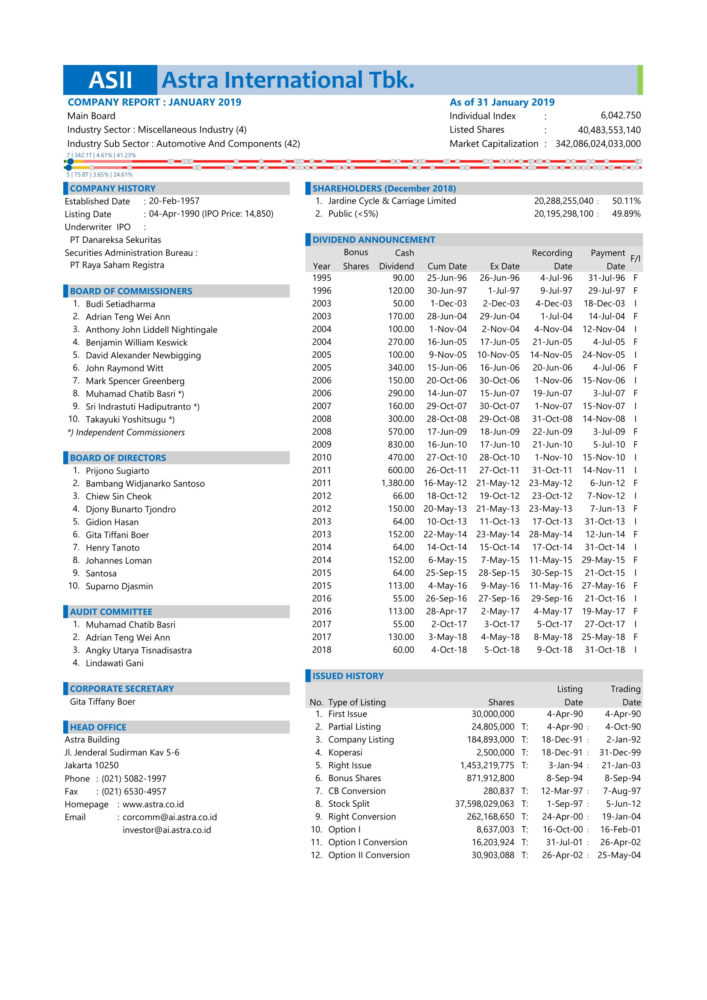 ASII Astra International Tbk.
COMPANY REPORT : JANUARY 2019
Main Board
Industry Sector : Miscellaneous Industry (4)
Industry Sub Sector : Automotive And Components (42)
As of 31 January 2019
Individual Index : 6,042.750
Listed Shares : 40,483,553,140
Market Capitalization : 342,086,024,033,000
7 | 342.1T | 4.61% | 41.23%
5 | 75.8T | 3.65% | 24.61%
COMPANY HISTORY
Established Date : 20-Feb-1957
Listing Date : 04-Apr-1990 (IPO Price: 14,850)
Underwriter IPO :
PT Danareksa Sekuritas
Securities Administration Bureau :
PT Raya Saham Registra
BOARD OF COMMISSIONERS
1. Budi Setiadharma
2. Adrian Teng Wei Ann
3. Anthony John Liddell Nightingale
4. Benjamin William Keswick
5. David Alexander Newbigging
6. John Raymond Witt
7. Mark Spencer Greenberg
8. Muhamad Chatib Basri *)
9. Sri Indrastuti Hadiputranto *)
10. Takayuki Yoshitsugu *)
*) Independent Commissioners
BOARD OF DIRECTORS
1. Prijono Sugiarto
2. Bambang Widjanarko Santoso
3. Chiew Sin Cheok
4. Djony Bunarto Tjondro
5. Gidion Hasan
6. Gita Tiffani Boer
7. Henry Tanoto
8. Johannes Loman
9. Santosa
10. Suparno Djasmin
AUDIT COMMITTEE
1. Muhamad Chatib Basri
2. Adrian Teng Wei Ann
3. Angky Utarya Tisnadisastra
4. Lindawati Gani
CORPORATE SECRETARY
Gita Tiffany Boer
HEAD OFFICE
Astra Building
Jl. Jenderal Sudirman Kav 5-6
Jakarta 10250
Phone : (021) 5082-1997
Fax : (021) 6530-4957
Homepage : www.astra.co.id
Email : corcomm@ai.astra.co.id
investor@ai.astra.co.id
SHAREHOLDERS (December 2018)
1. Jardine Cycle & Carriage Limited 20,288,255,040 : 50.11%
2. Public (<5%) 20,195,298,100 : 49.89%
DIVIDEND ANNOUNCEMENT
Bonus Cash Recording Payment F/I
Year Shares Dividend Cum Date Ex Date Date Date
1995 90.00 25-Jun-96 26-Jun-96 4-Jul-96 31-Jul-96 F
1996 120.00 30-Jun-97 1-Jul-97 9-Jul-97 29-Jul-97 F
2003 50.00 1-Dec-03 2-Dec-03 4-Dec-03 18-Dec-03 I
2003 170.00 28-Jun-04 29-Jun-04 1-Jul-04 14-Jul-04 F
2004 100.00 1-Nov-04 2-Nov-04 4-Nov-04 12-Nov-04 I
2004 270.00 16-Jun-05 17-Jun-05 21-Jun-05 4-Jul-05 F
2005 100.00 9-Nov-05 10-Nov-05 14-Nov-05 24-Nov-05 I
2005 340.00 15-Jun-06 16-Jun-06 20-Jun-06 4-Jul-06 F
2006 150.00 20-Oct-06 30-Oct-06 1-Nov-06 15-Nov-06 I
2006 290.00 14-Jun-07 15-Jun-07 19-Jun-07 3-Jul-07 F
2007 160.00 29-Oct-07 30-Oct-07 1-Nov-07 15-Nov-07 I
2008 300.00 28-Oct-08 29-Oct-08 31-Oct-08 14-Nov-08 I
2008 570.00 17-Jun-09 18-Jun-09 22-Jun-09 3-Jul-09 F
2009 830.00 16-Jun-10 17-Jun-10 21-Jun-10 5-Jul-10 F
2010 470.00 27-Oct-10 28-Oct-10 1-Nov-10 15-Nov-10 I
2011 600.00 26-Oct-11 27-Oct-11 31-Oct-11 14-Nov-11 I
2011 1,380.00 16-May-12 21-May-12 23-May-12 6-Jun-12 F
2012 66.00 18-Oct-12 19-Oct-12 23-Oct-12 7-Nov-12 I
2012 150.00 20-May-13 21-May-13 23-May-13 7-Jun-13 F
2013 64.00 10-Oct-13 11-Oct-13 17-Oct-13 31-Oct-13 I
2013 152.00 22-May-14 23-May-14 28-May-14 12-Jun-14 F
2014 64.00 14-Oct-14 15-Oct-14 17-Oct-14 31-Oct-14 I
2014 152.00 6-May-15 7-May-15 11-May-15 29-May-15 F
2015 64.00 25-Sep-15 28-Sep-15 30-Sep-15 21-Oct-15 I
2015 113.00 4-May-16 9-May-16 11-May-16 27-May-16 F
2016 55.00 26-Sep-16 27-Sep-16 29-Sep-16 21-Oct-16 I
2016 113.00 28-Apr-17 2-May-17 4-May-17 19-May-17 F
2017 55.00 2-Oct-17 3-Oct-17 5-Oct-17 27-Oct-17 I
2017 130.00 3-May-18 4-May-18 8-May-18 25-May-18 F
2018 60.00 4-Oct-18 5-Oct-18 9-Oct-18 31-Oct-18 I
ISSUED HISTORY
Listing Trading
No. Type of Listing Shares Date Date
1. First Issue 30,000,000 4-Apr-90 4-Apr-90
2. Partial Listing 24,805,000 T: 4-Apr-90 : 4-Oct-90
3. Company Listing 184,893,000 T: 18-Dec-91 : 2-Jan-92
4. Koperasi 2,500,000 T: 18-Dec-91 : 31-Dec-99
5. Right Issue 1,453,219,775 T: 3-Jan-94 : 21-Jan-03
6. Bonus Shares 871,912,800 8-Sep-94 8-Sep-94
7. CB Conversion 280,837 T: 12-Mar-97 : 7-Aug-97
8. Stock Split 37,598,029,063 T: 1-Sep-97 : 5-Jun-12
9. Right Conversion 262,168,650 T: 24-Apr-00 : 19-Jan-04
10. Option I 8,637,003 T: 16-Oct-00 : 16-Feb-01
11. Option I Conversion 16,203,924 T: 31-Jul-01 : 26-Apr-02
12. Option II Conversion 30,903,088 T: 26-Apr-02 : 25-May-04